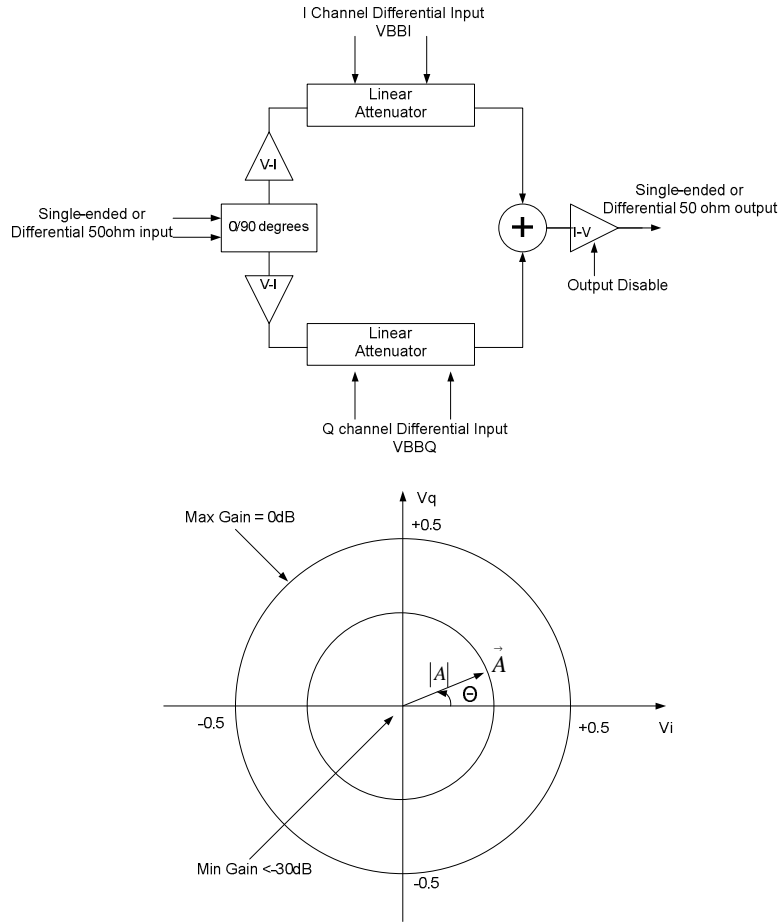 I Channel Differential Input
VBBI
Linear
Attenuator
V-I
Single-ended or
Differential 50ohm input
0/90 degrees
+
I-V
Single-ended or
Differential 50 ohm output
Output Disable
V-I
Linear
Attenuator
Q channel Differential Input
VBBQ
Vq
Max Gain = 0dB
+0.5
|A|
A
Θ
-0.5
+0.5
Vi
Min Gain <-30dB
-0.5